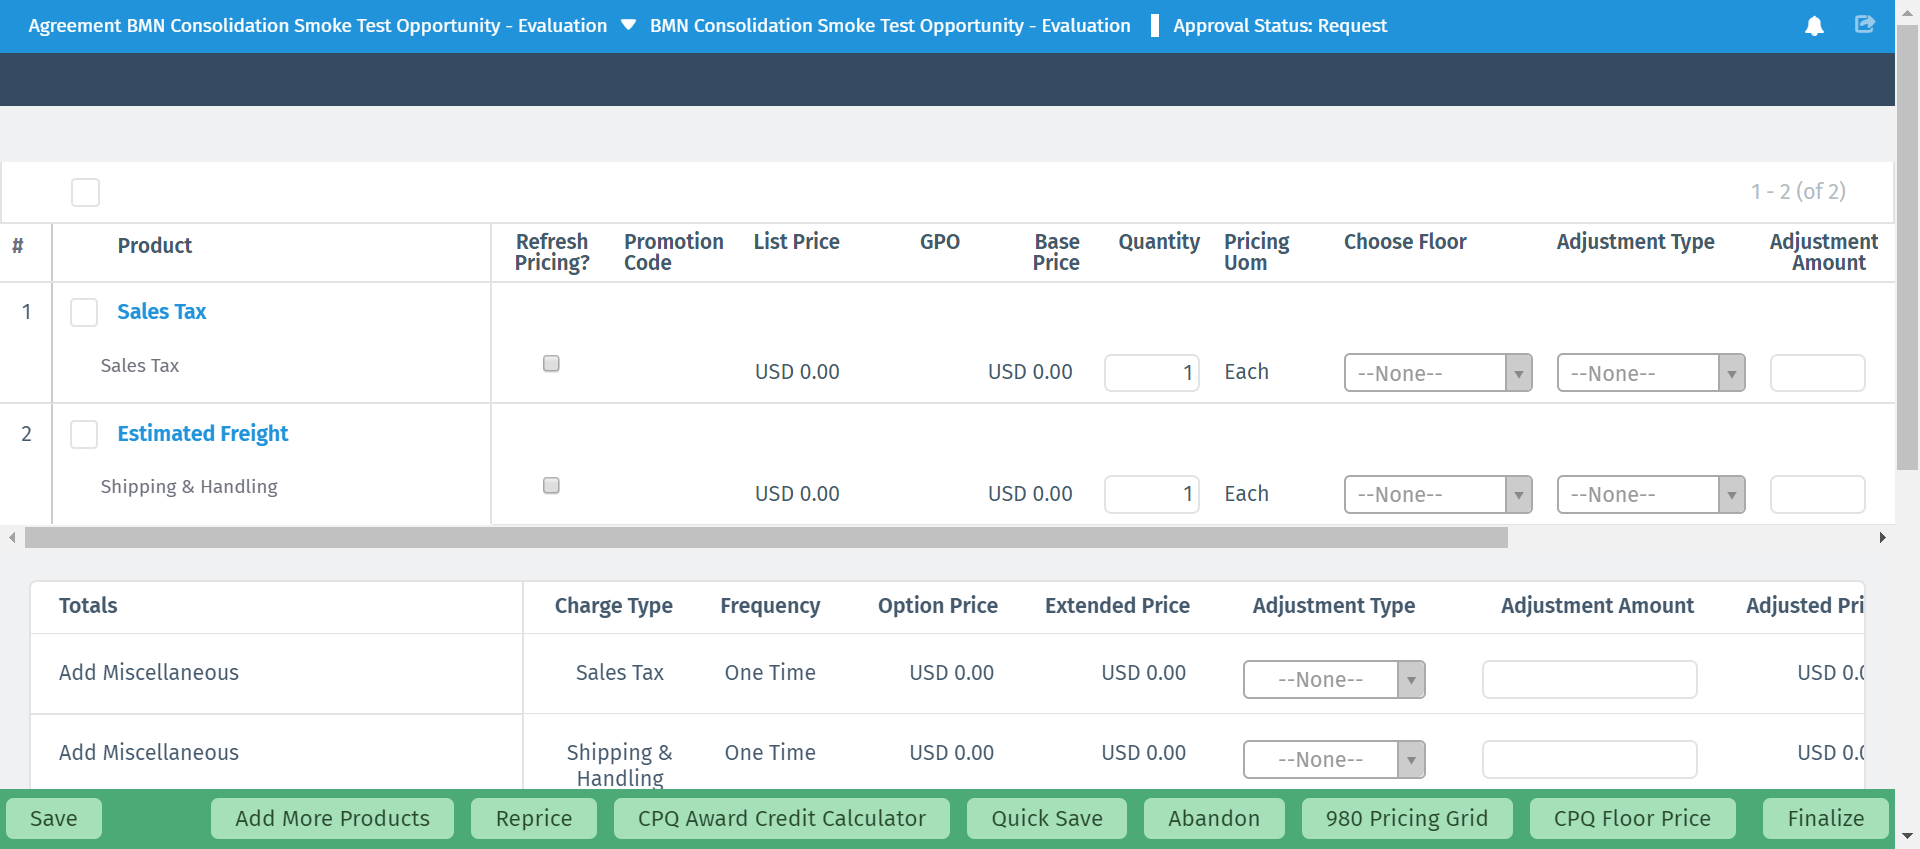 Agreement BMN Consolidation Smoke Test Opportunity - Evaluation BMN Consolidation Smoke Test Opportunity - Evaluation Approval Status: Request
1 - 2 (of 2)
# Product Refresh Pricing? Promotion Code List Price GPO Base Price Quantity Pricing Uom Choose Floor Adjustment Type Adjustment Amount
1 Sales Tax
Sales Tax USD 0.00 USD 0.00 1 Each --None-- --None--
2 Estimated Freight
Shipping & Handling USD 0.00 USD 0.00 1 Each --None-- --None--
Totals Charge Type Frequency Option Price Extended Price Adjustment Type Adjustment Amount Adjusted Pri
Add Miscellaneous Sales Tax One Time USD 0.00 USD 0.00 --None-- USD 0.0
Add Miscellaneous Shipping & Handling One Time USD 0.00 USD 0.00 --None-- USD 0.0
Save Add More Products Reprice CPQ Award Credit Calculator Quick Save Abandon 980 Pricing Grid CPQ Floor Price Finalize